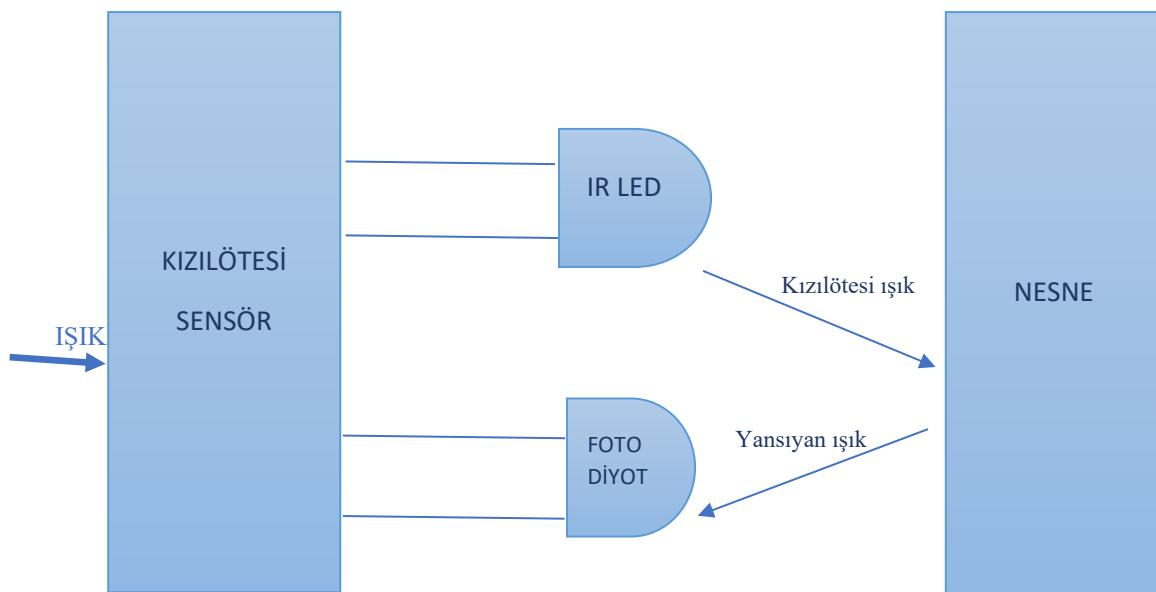 IŞIK
KIZILÖTESİ
SENSÖR
IR LED
Kızılötesi ışık
FOTO
DİYOT
Yansıyan ışık
NESNE